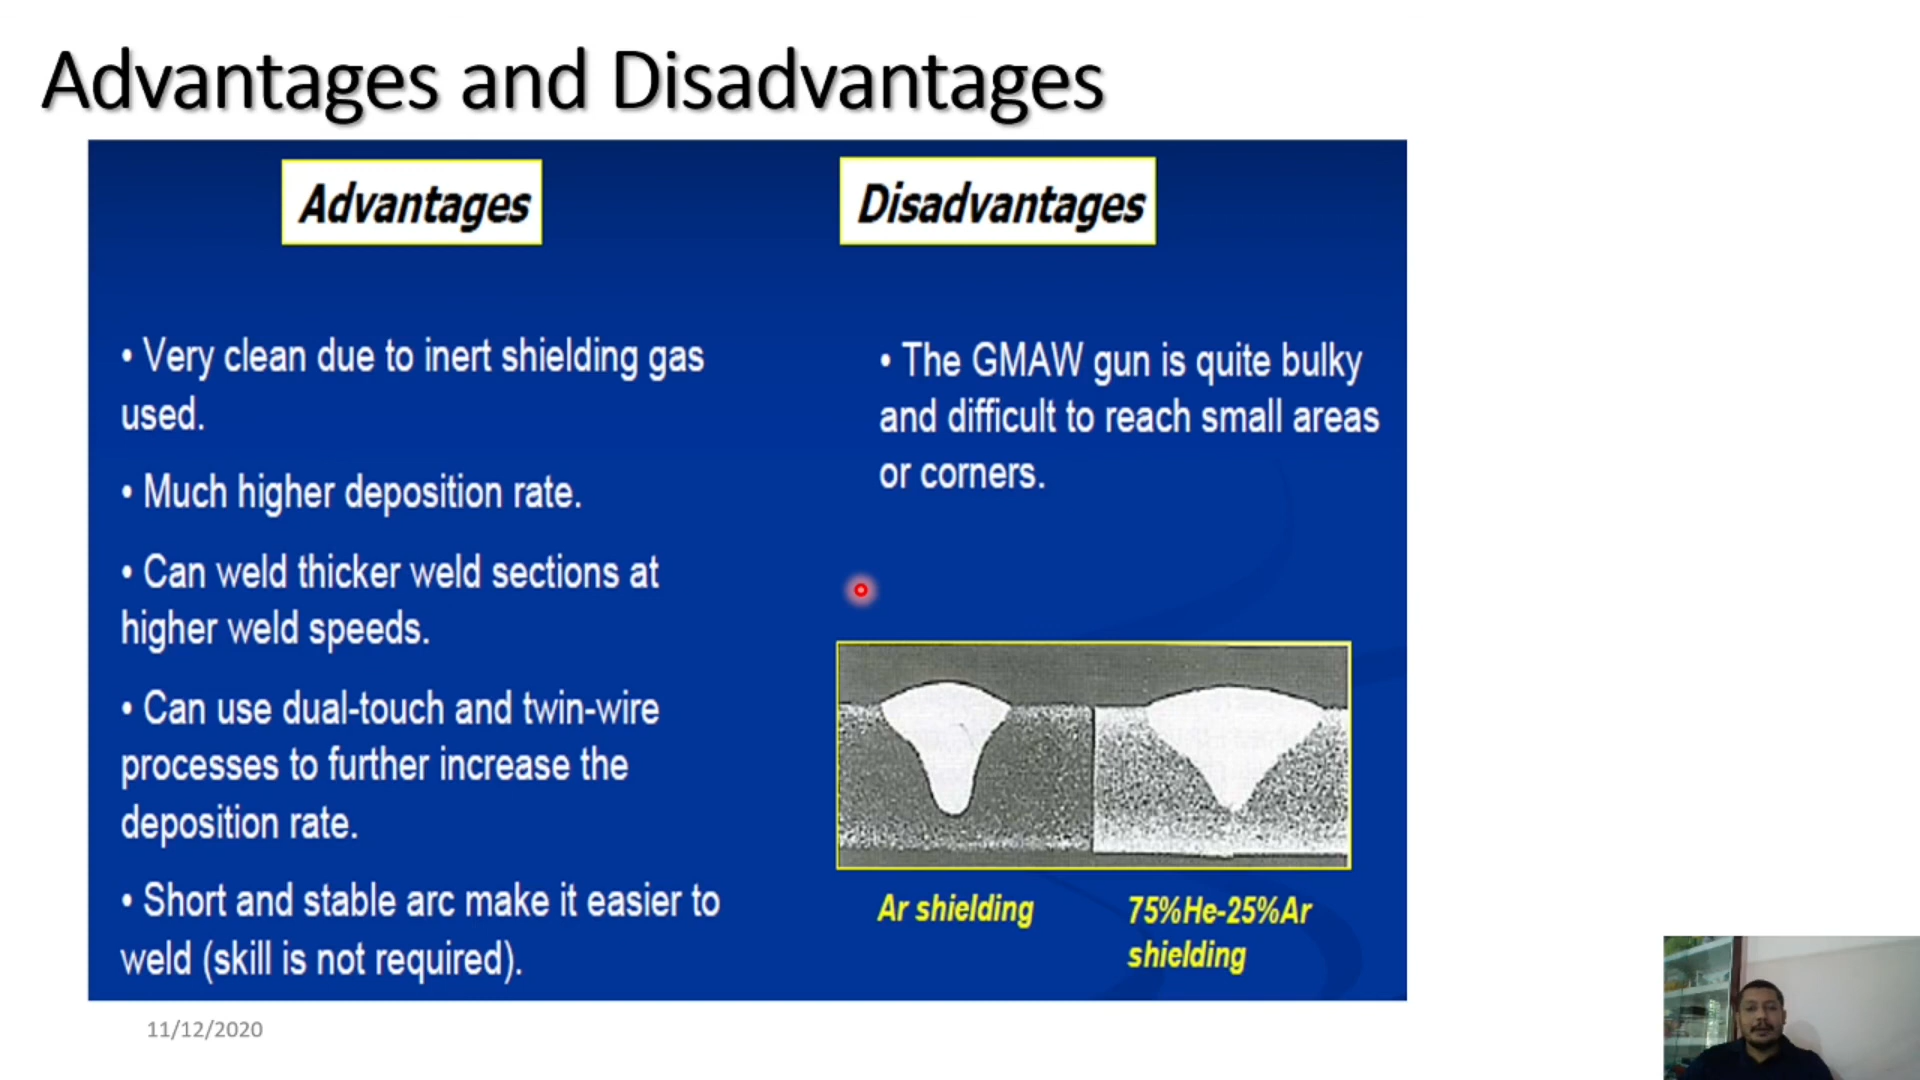 Advantages and Disadvantages
Advantages
• Very clean due to inert shielding gas
used.
• Much higher deposition rate.
• Can weld thicker weld sections at
higher weld speeds.
• Can use dual-touch and twin-wire
processes to further increase the
deposition rate.
• Short and stable arc make it easier to
weld (skill is not required).
Disadvantages
• The GMAW gun is quite bulky
and difficult to reach small areas
or corners.
Ar shielding
75%He-25%Ar
shielding
11/12/2020